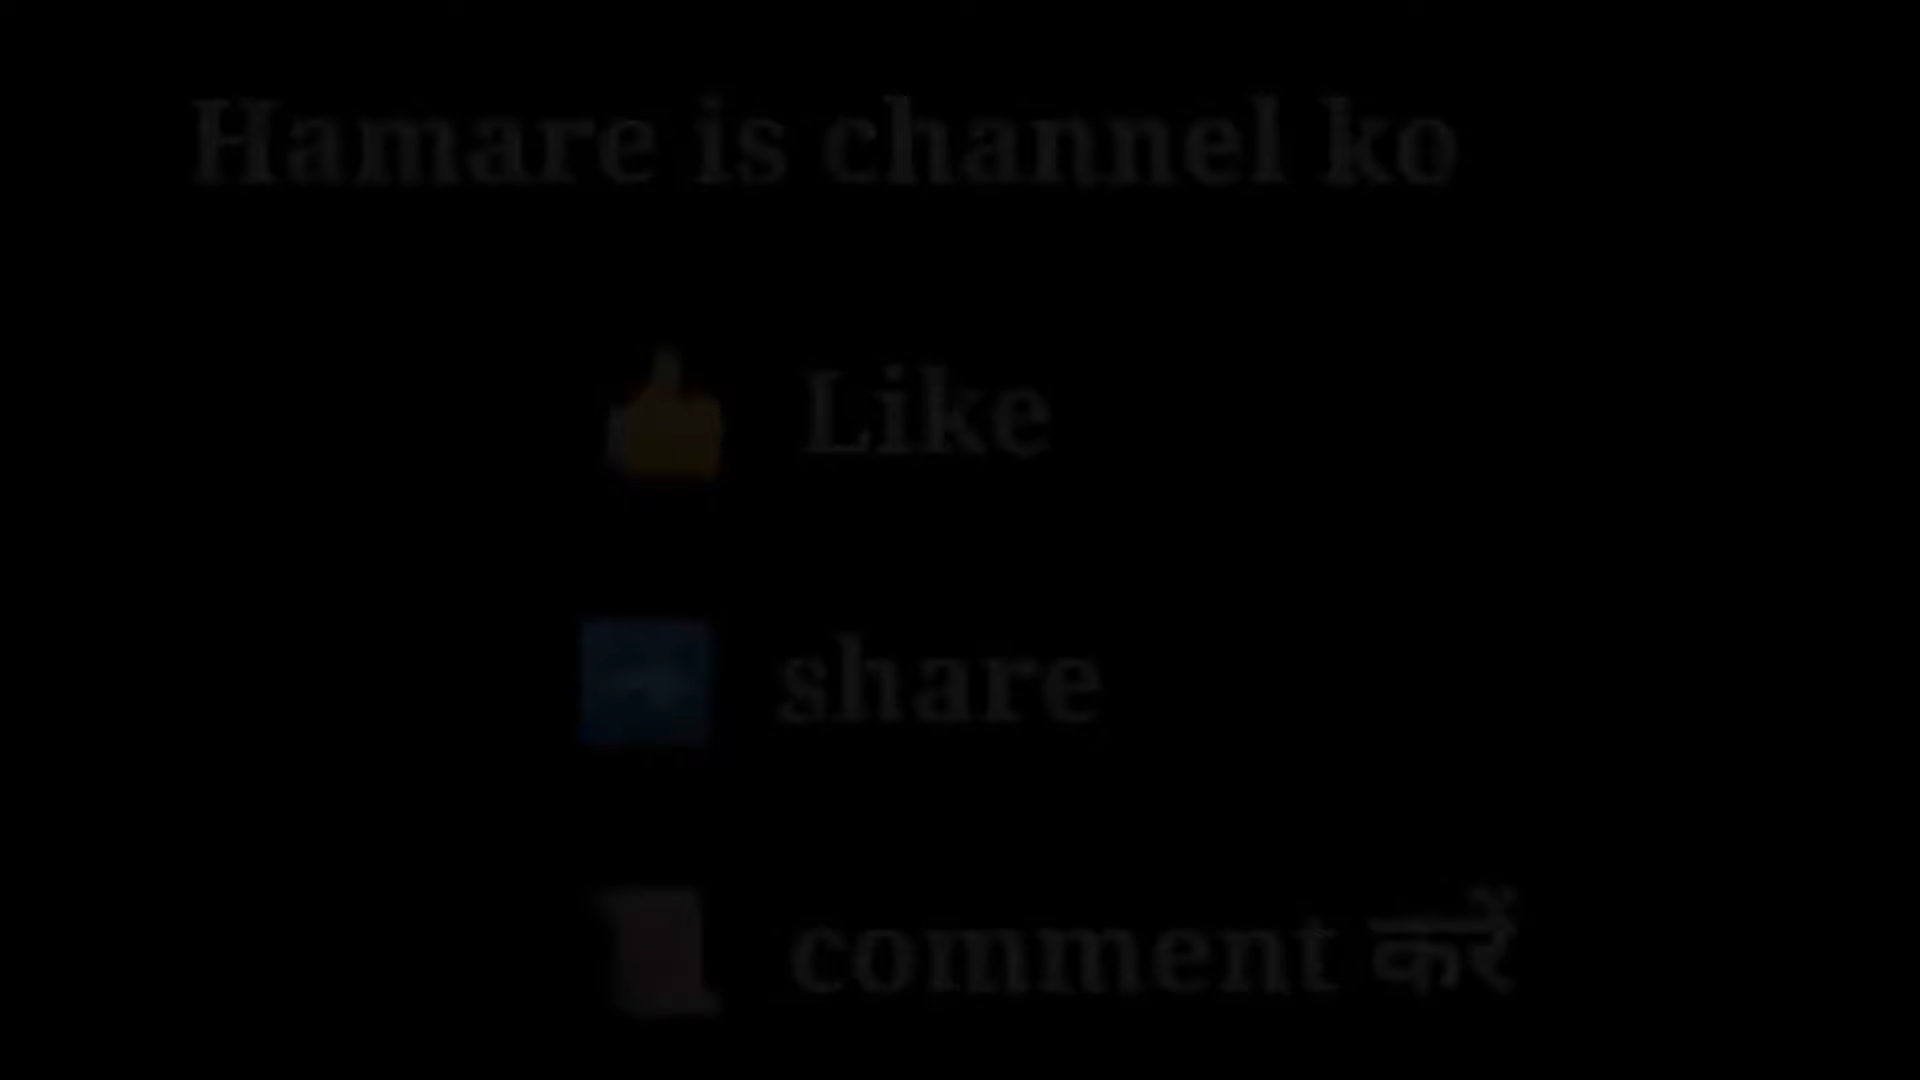 Hamare is channel ko
👍 Like
➡️ share
📜 comment करें